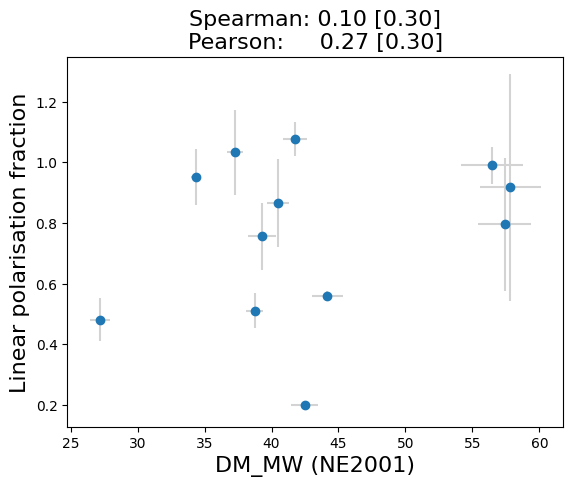 Spearman: 0.10 [0.30]
Pearson: 0.27 [0.30]
Linear polarisation fraction
1.2
1.0
0.8
0.6
0.4
0.2
25 30 35 40 45 50 55 60
DM_MW (NE2001)